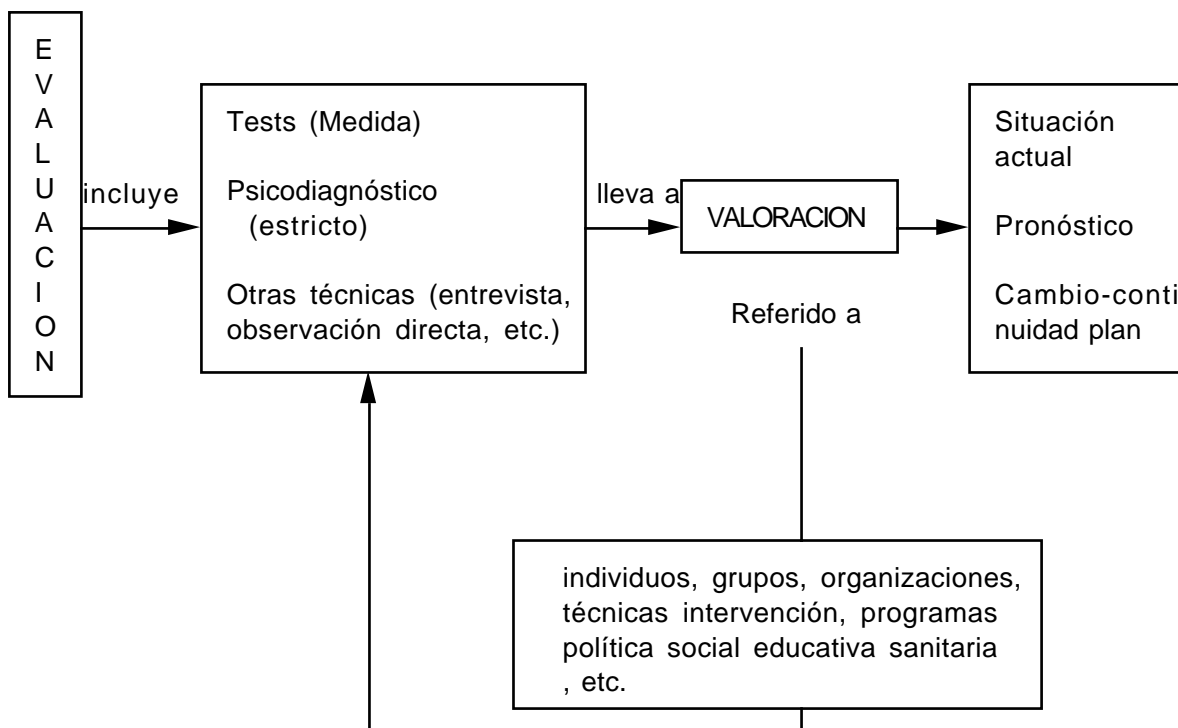 E
V
A
L
U
A
C
I
O
N
incluye
Tests (Medida)
Psicodiagnóstico
(estricto)
Otras técnicas (entrevista,
observación directa, etc.)
lleva a
VALORACION
Referido a
Situación
actual
Pronóstico
Cambio-conti
nuidad plan
individuos, grupos, organizaciones,
técnicas intervención, programas
política social educativa sanitaria
, etc.